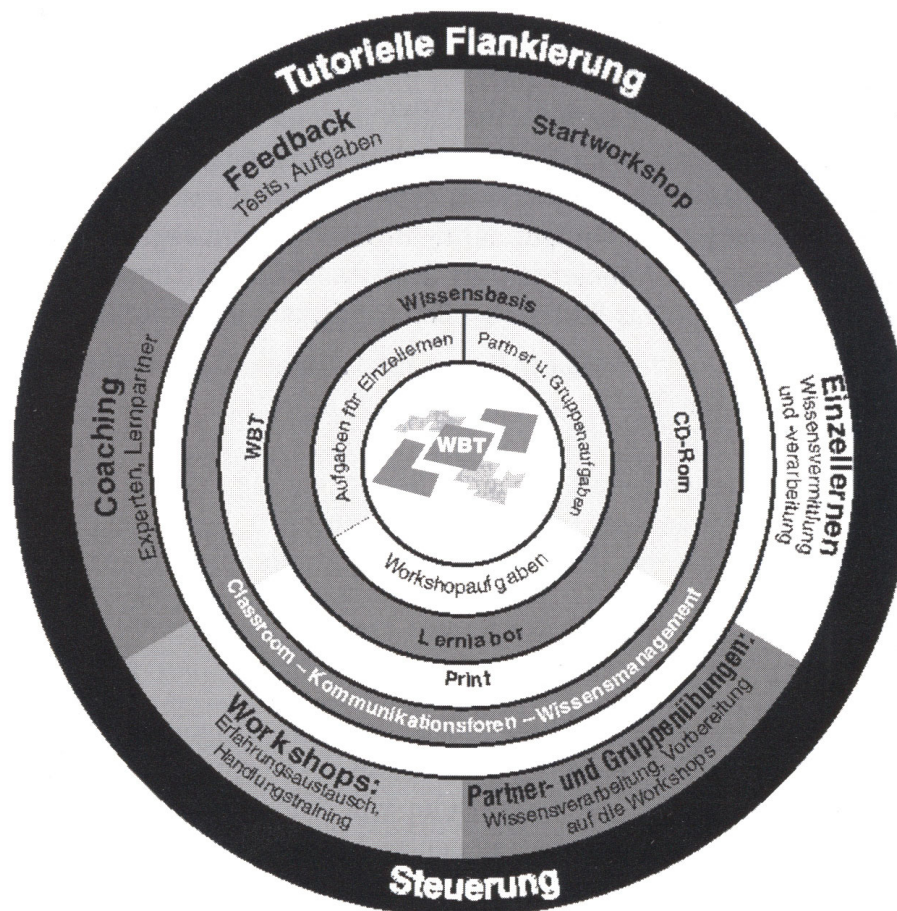 Tutorielle Flankierung
Feedback
Tests, Aufgaben
Startworkshop
Coaching
Experten, Lernpartner
Einzellernen
Wissensvermittlung
und -verarbeitung
Workshops:
Erfahrungsaustausch,
Handlungstraining
Partner- und Gruppenübungen:
Wissensverarbeitung, Vorbereitung
auf die Workshops
Classroom – Kommunikationsforen – Wissensmanagement
WBT
CD-Rom
Print
Wissensbasis
Lernlabor
Aufgaben für Einzellernen
Partner u. Gruppenaufgaben
Workshopaufgaben
WBT
Steuerung